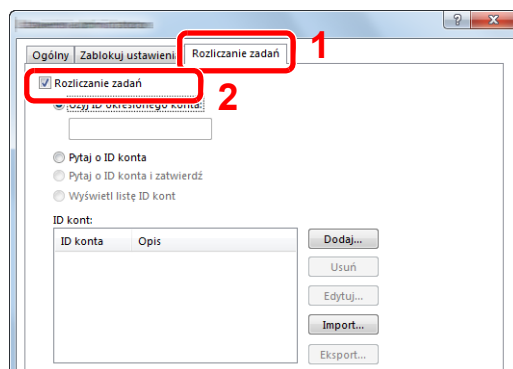 Ogólny Zablokuj ustawieni Rozliczanie zadań 1
Rozliczanie zadań
2
Użyj ID określonego konta:
Pytaj o ID konta
Pytaj o ID konta i zatwierdź
Wyświetl listę ID kont
ID kont:
ID konta Opis
Dodaj...
Usuń
Edytuj...
Import...
Eksport...